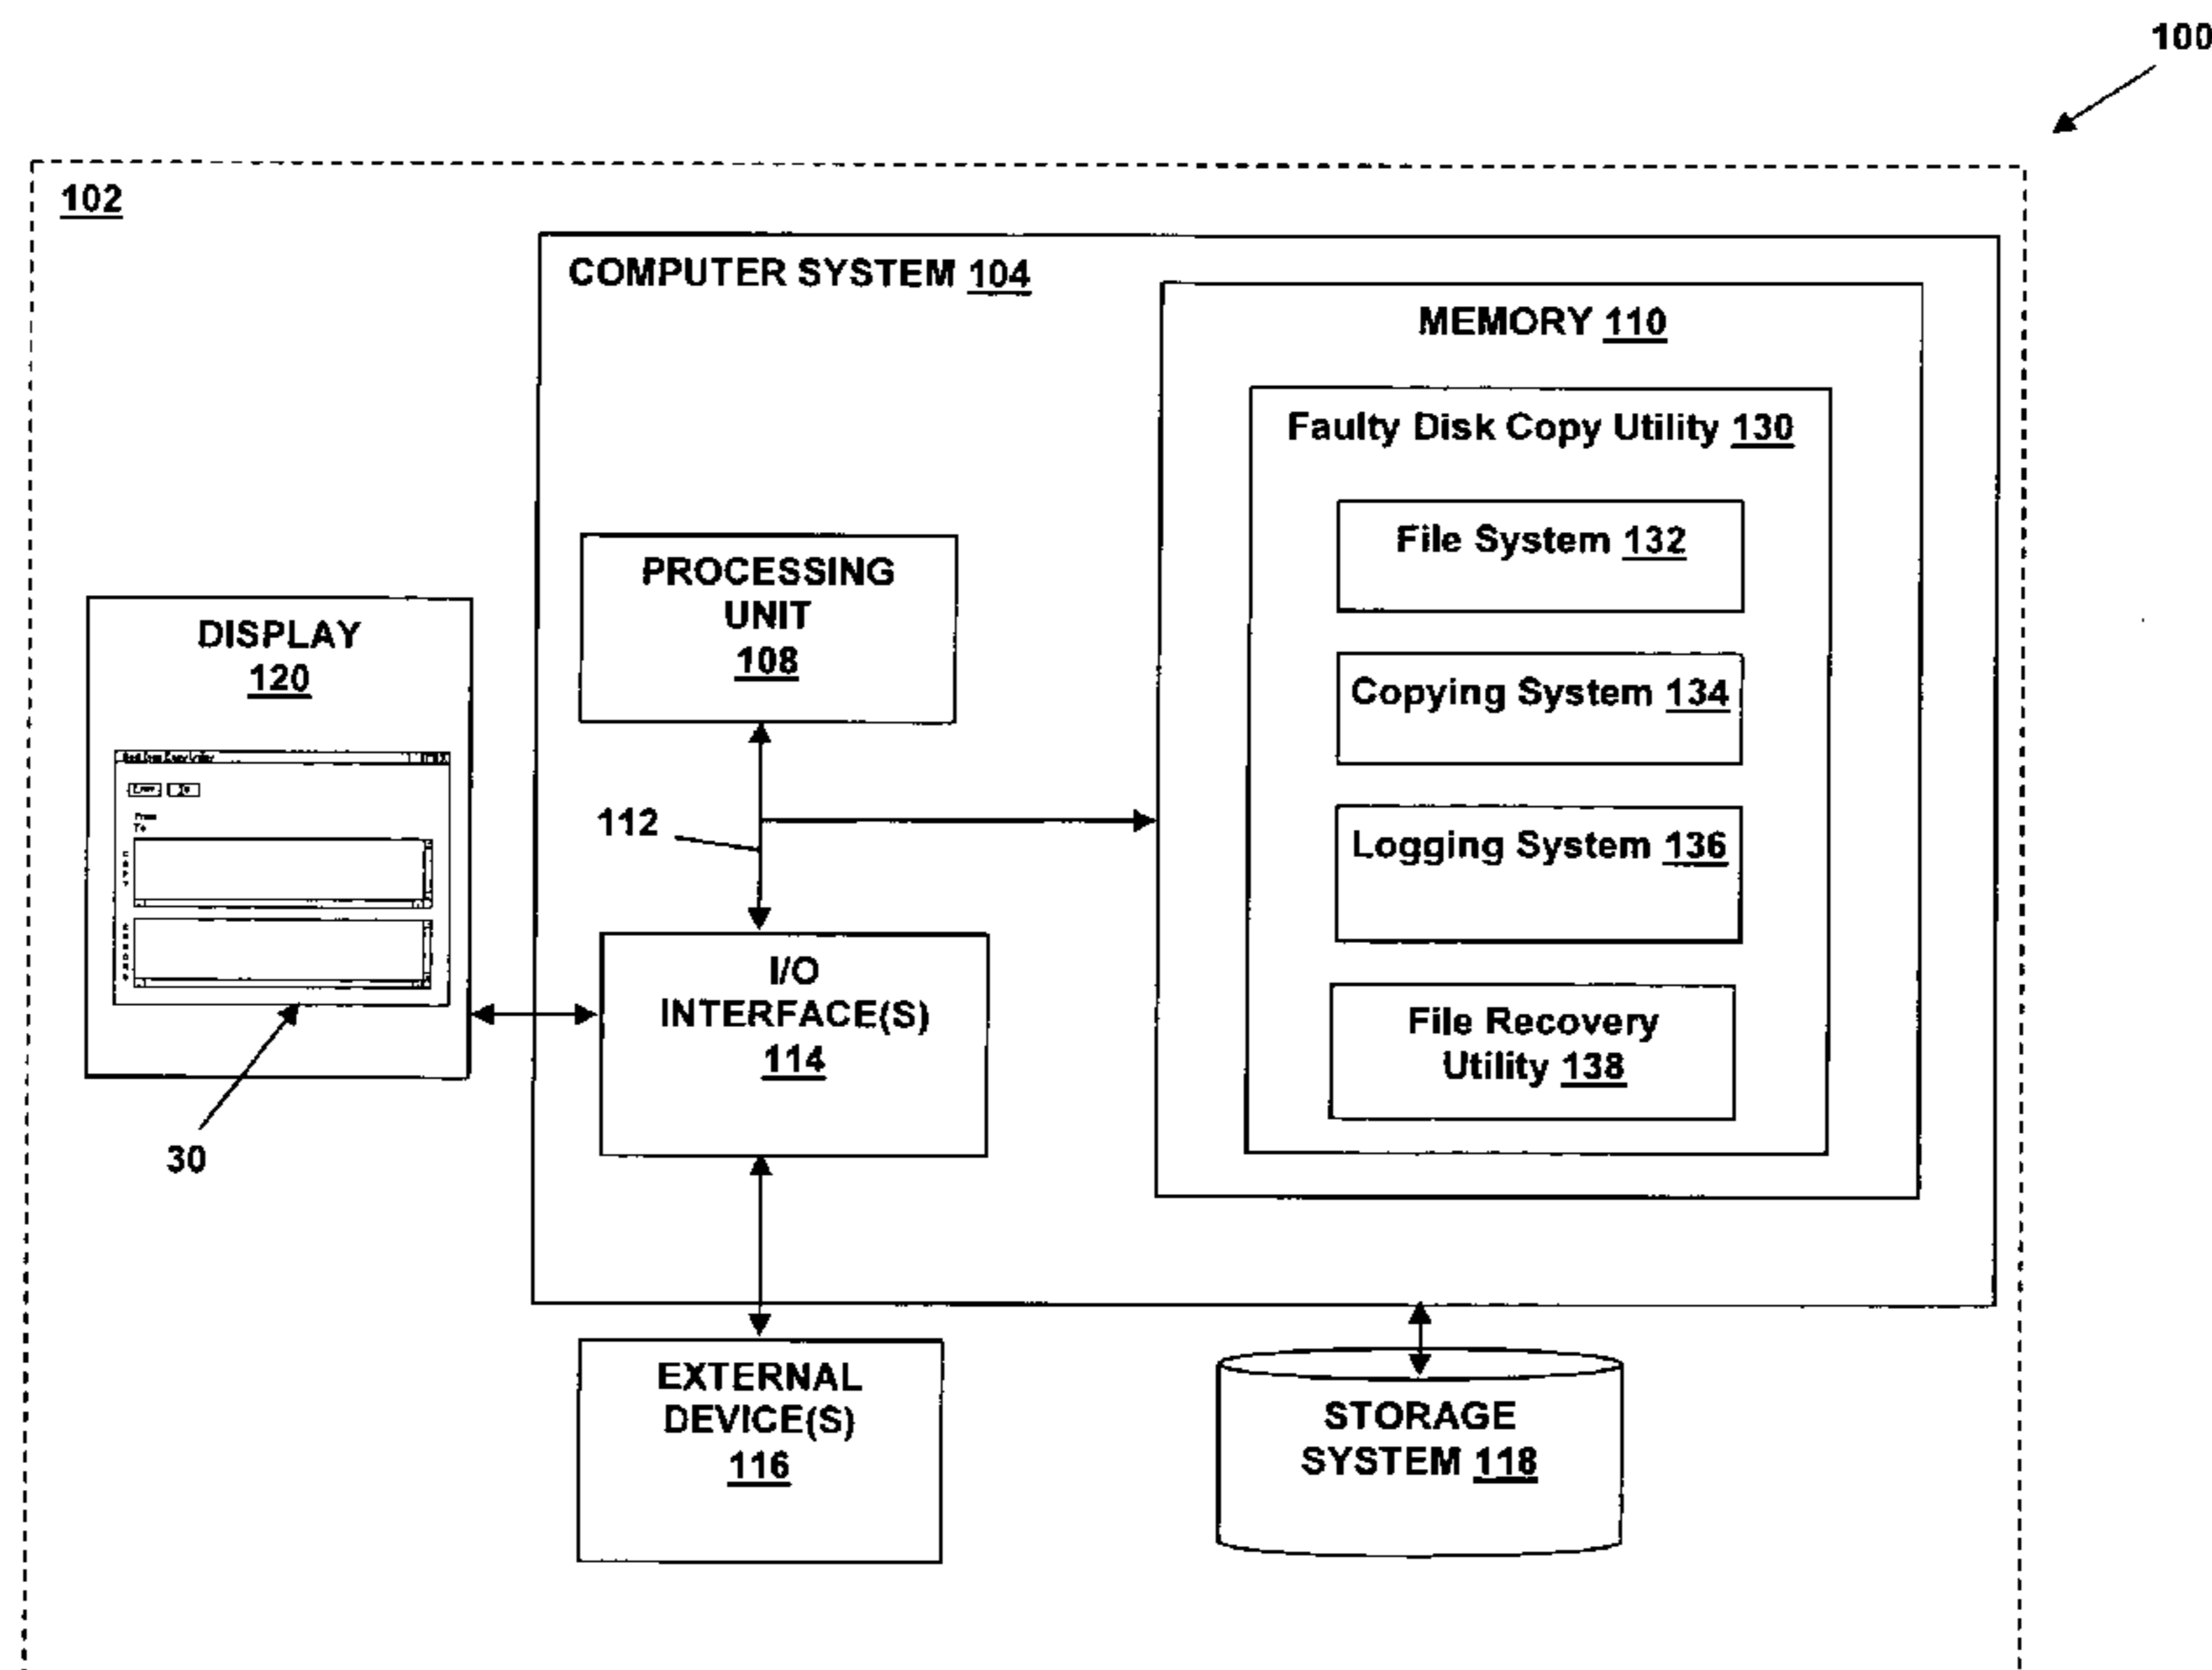 100
102
COMPUTER SYSTEM 104
MEMORY 110
Faulty Disk Copy Utility 130
File System 132
PROCESSING
UNIT
108
DISPLAY
120
Copying System 134
112
Logging System 136
I/O
INTERFACE(S)
114
File Recovery
Utility 138
30
EXTERNAL
DEVICE(S)
116
STORAGE
SYSTEM 118